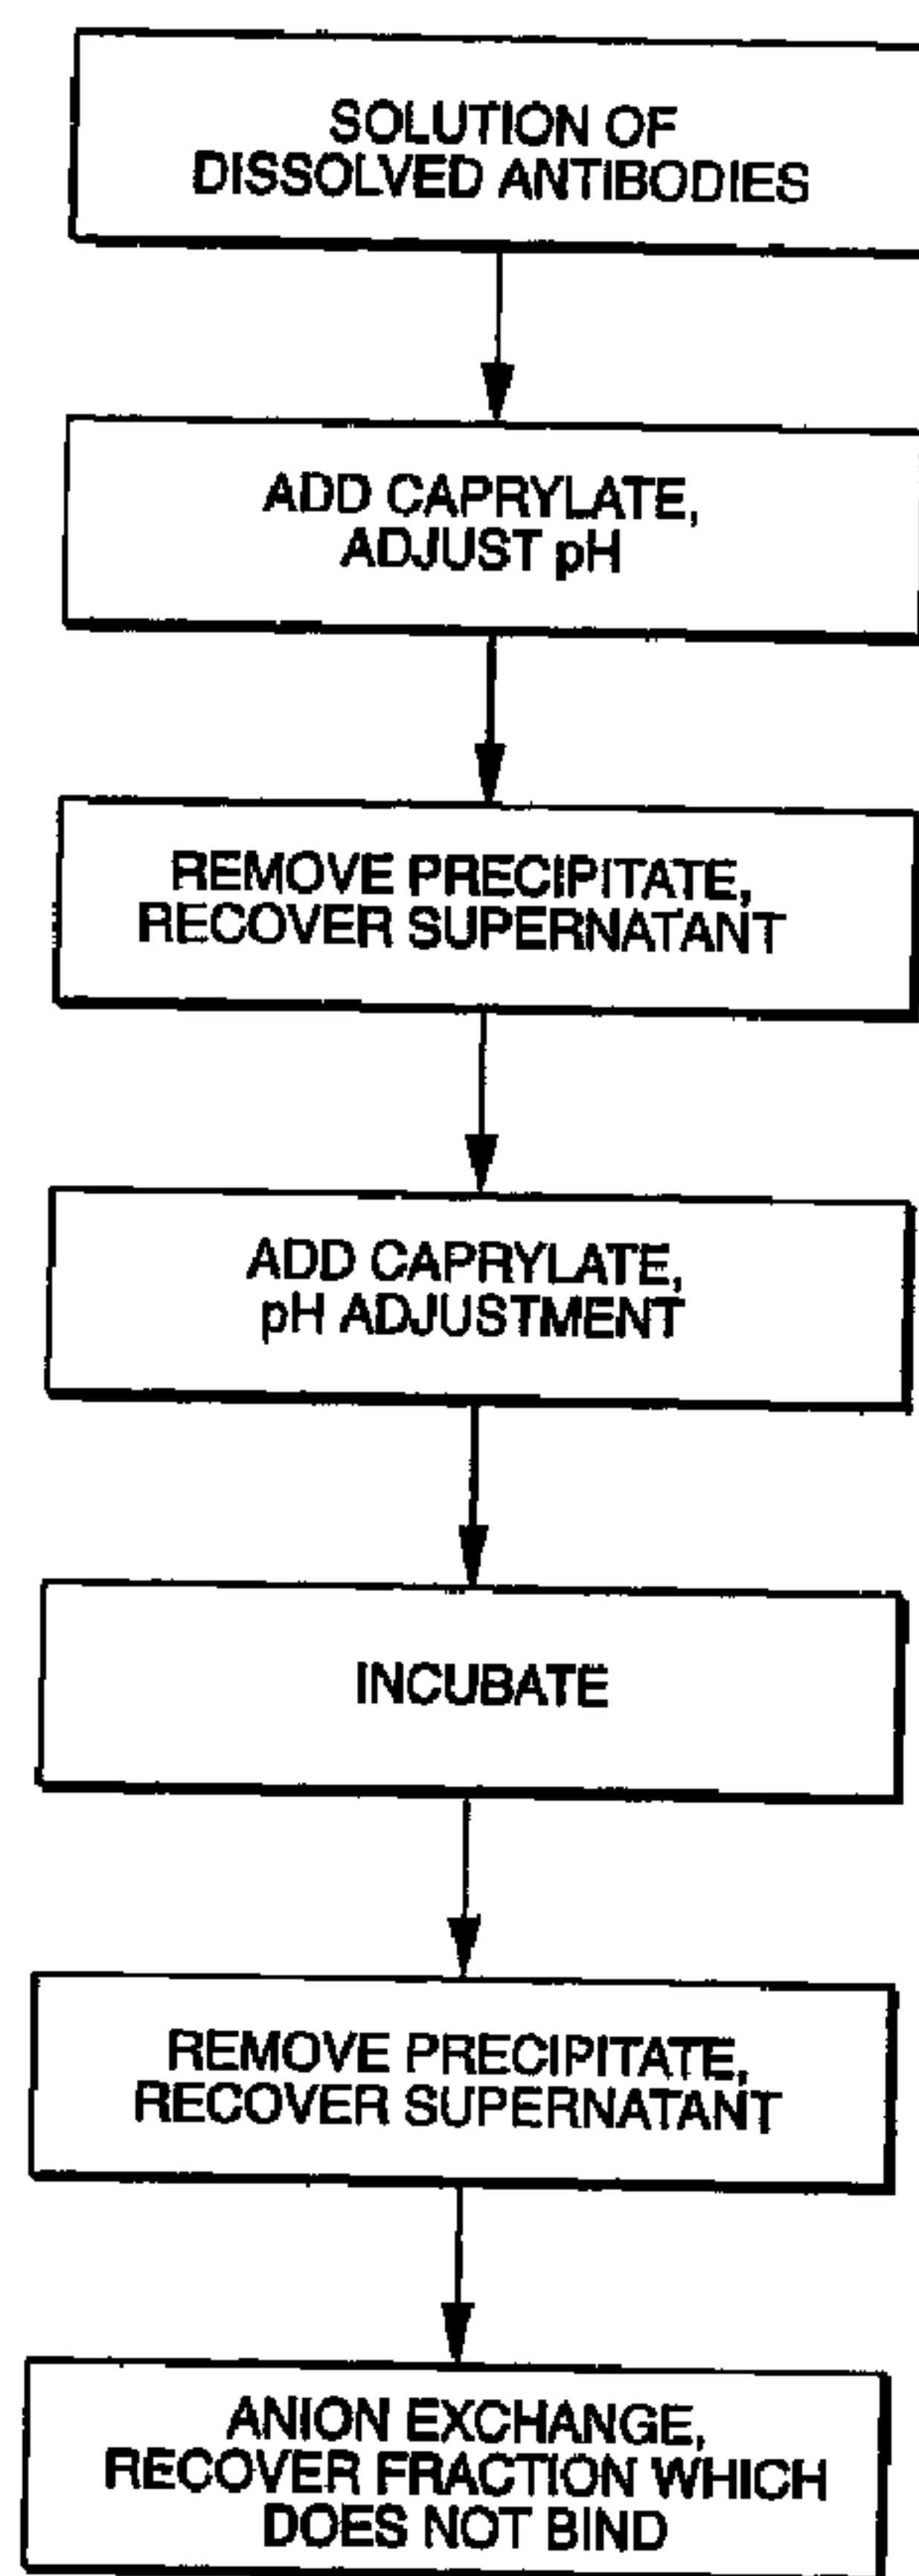 SOLUTION OF
DISSOLVED ANTIBODIES
ADD CAPRYLATE,
ADJUST pH
REMOVE PRECIPITATE,
RECOVER SUPERNATANT
ADD CAPRYLATE,
pH ADJUSTMENT
INCUBATE
REMOVE PRECIPITATE,
RECOVER SUPERNATANT
ANION EXCHANGE,
RECOVER FRACTION WHICH
DOES NOT BIND